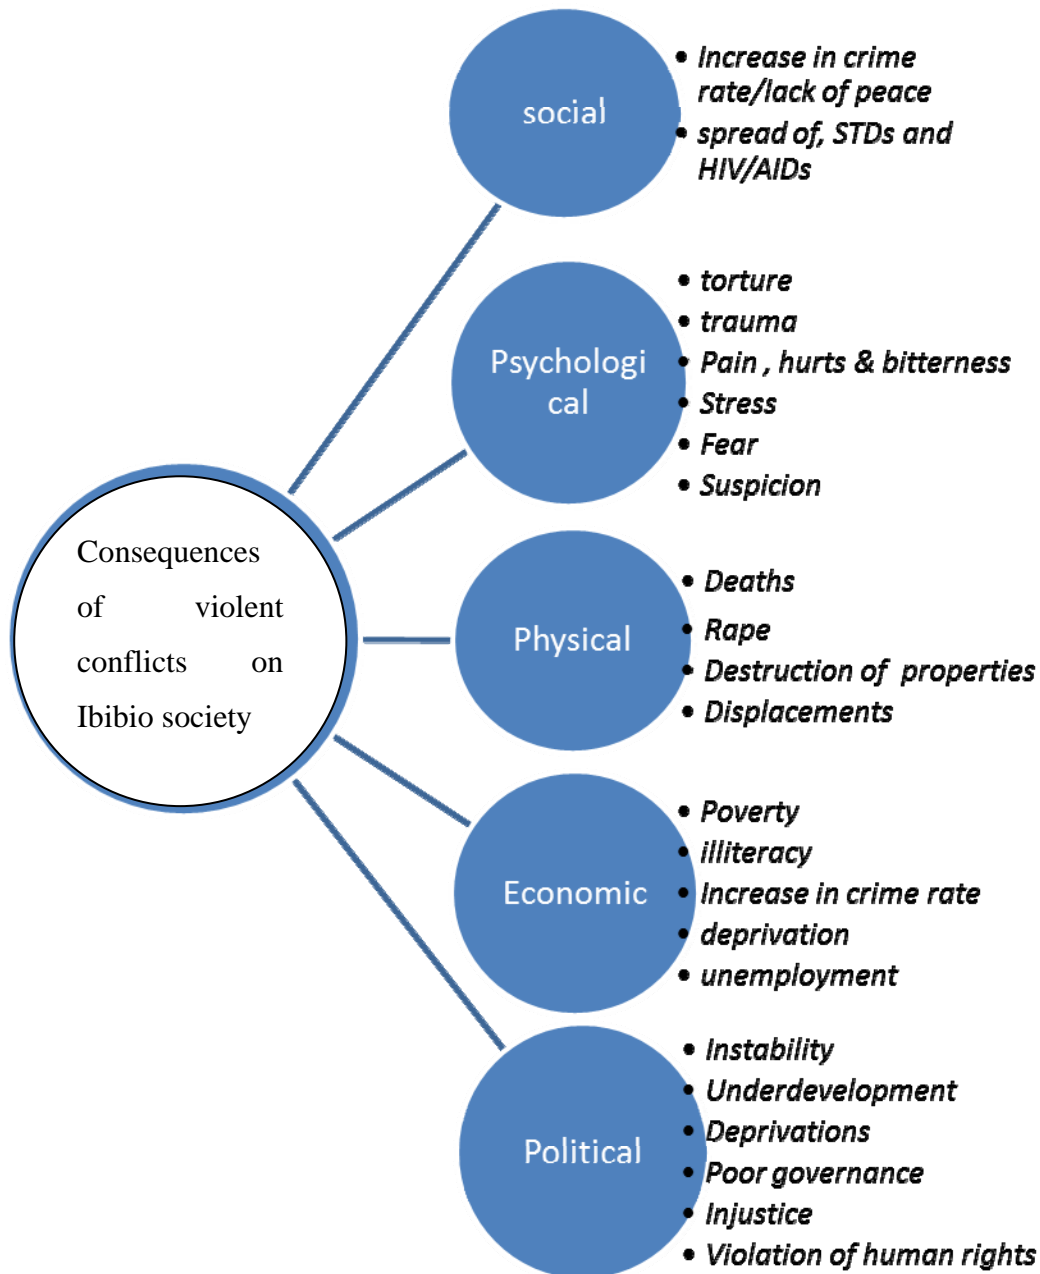 social
• Increase in crime
rate/lack of peace
• spread of, STDs and
HIV/AIDs
Psychologi
cal
• torture
• trauma
• Pain , hurts & bitterness
• Stress
• Fear
• Suspicion
Consequences
of violent
conflicts on
Ibibio society
Physical
• Deaths
• Rape
• Destruction of properties
• Displacements
Economic
• Poverty
• illiteracy
• Increase in crime rate
• deprivation
• unemployment
Political
• Instability
• Underdevelopment
• Deprivations
• Poor governance
• Injustice
• Violation of human rights